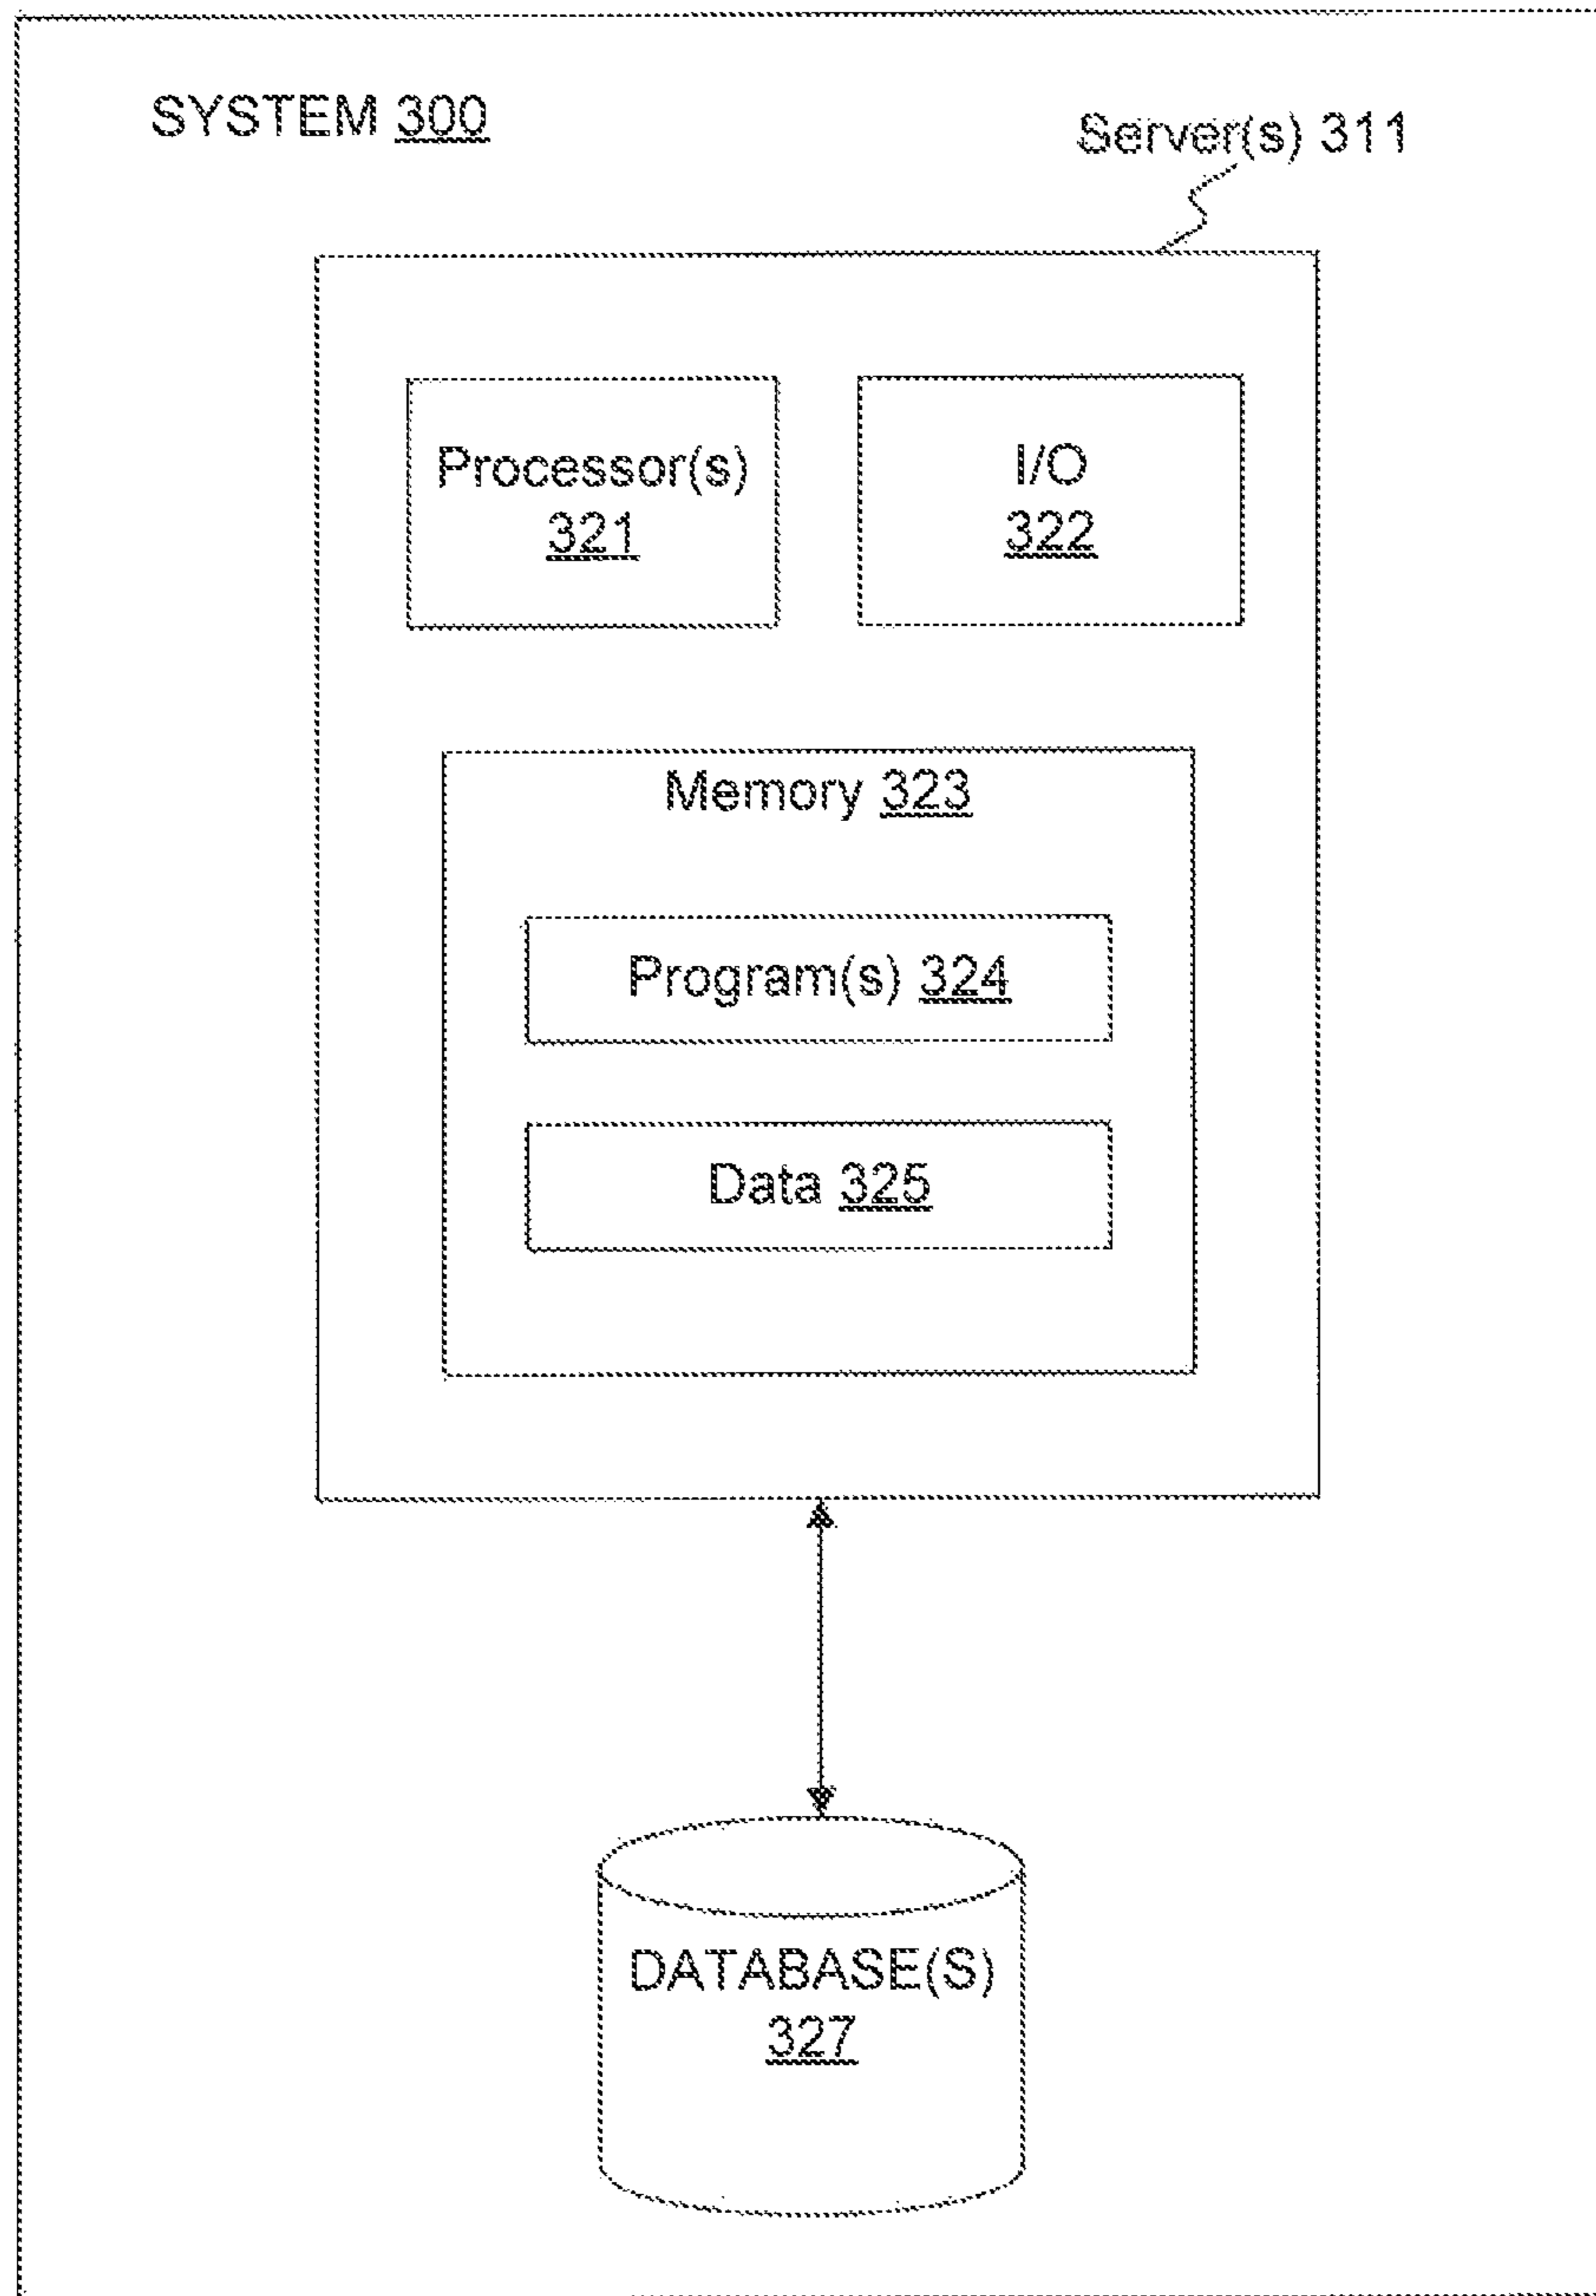 SYSTEM 300
Server(s) 311
Processor(s)
321
I/O
322
Memory 323
Program(s) 324
Data 325
DATABASE(S)
327